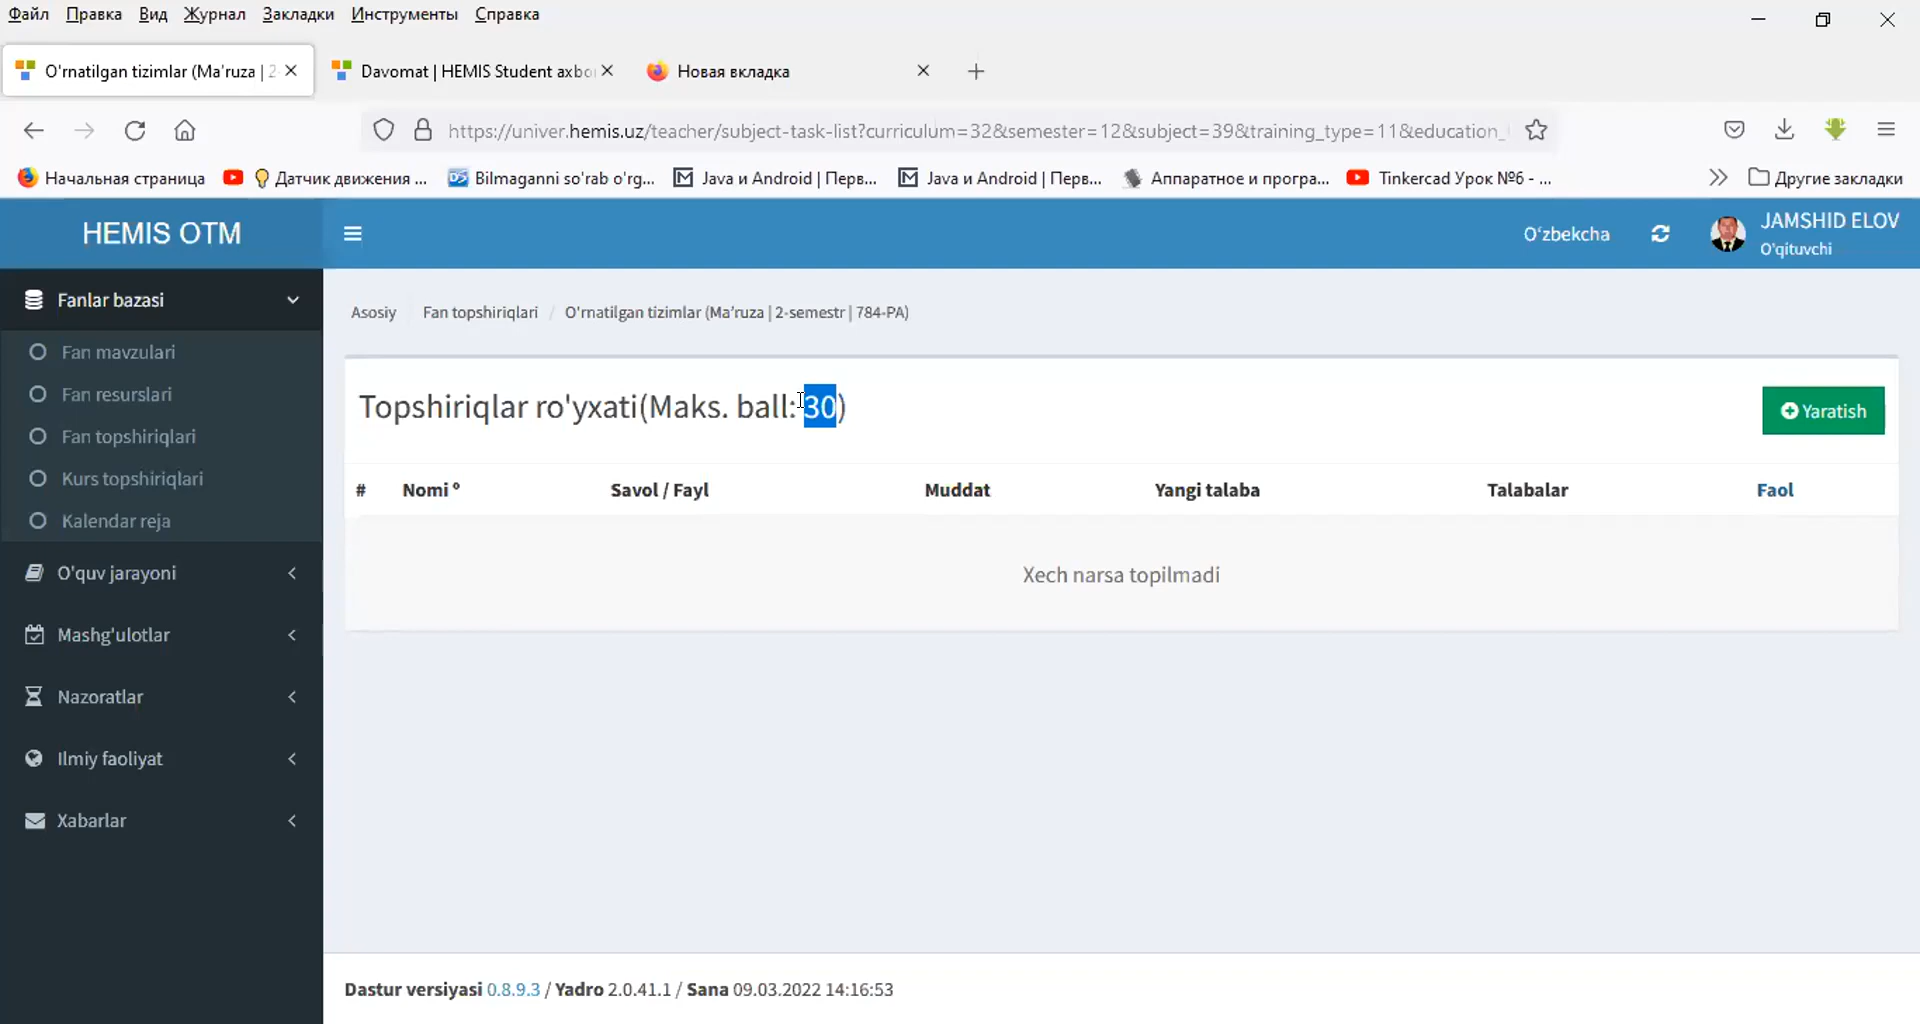 Файл Правка Вид Журнал Закладки Инструменты Справка
O'rnatilgan tizimlar (Ma'ruza | 2 Davomat | HEMIS Student axbo Новая вкладка
https://univer.hemis.uz/teacher/subject-task-list?curriculum=32&semester=12&subject=39&training_type=11&education_
Начальная страница Датчик движения ... Bilmaganni so'rab o'rg... Java и Android | Перв... Java и Android | Перв... Аппаратное и програ... Tinkercad Урок №6 - ... Другие закладки
HEMIS OTM
O‘zbekcha
JAMSHID ELOV
O'qituvchi
Fanlar bazasi
Fan mavzulari
Fan resurslari
Fan topshiriqlari
Kurs topshiriqlari
Kalendar reja
O'quv jarayoni
Mashg'ulotlar
Nazoratlar
Ilmiy faoliyat
Xabarlar
Asosiy / Fan topshiriqlari / O'rnatilgan tizimlar (Ma’ruza | 2-semestr | 784-PA)
Topshiriqlar ro'yxati(Maks. ball: 30)
Yaratish
# Nomi º Savol / Fayl Muddat Yangi talaba Talabalar Faol
Xech narsa topilmadi
Dastur versiyasi 0.8.9.3 / Yadro 2.0.41.1 / Sana 09.03.2022 14:16:53